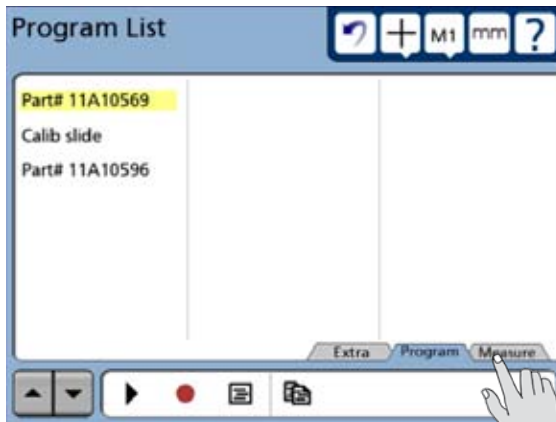 Program List
M1 mm ?
Part# 11A10569
Calib slide
Part# 11A10596
Extra Program Measure